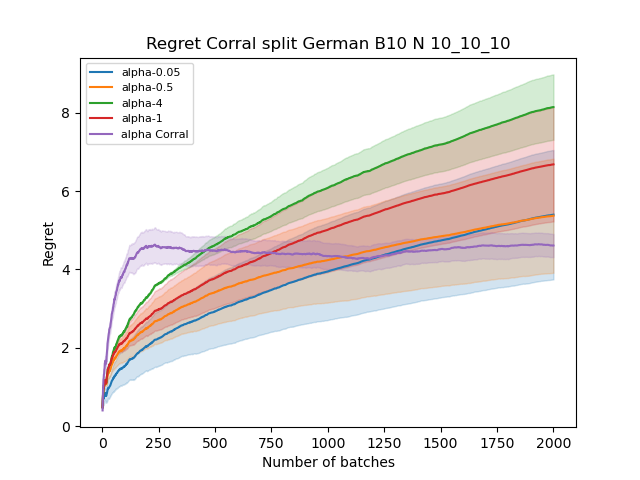 Regret Corral split German B10 N 10_10_10
alpha-0.05
alpha-0.5
alpha-4
alpha-1
alpha Corral
8
6
4
2
0
Regret
0 250 500 750 1000 1250 1500 1750 2000
Number of batches